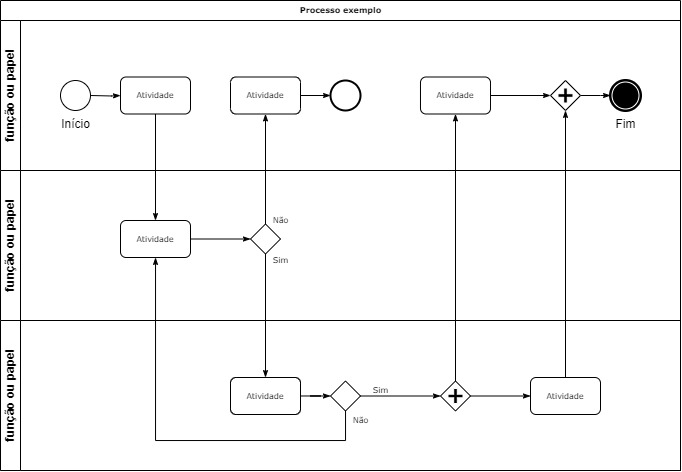 Processo exemplo
função ou papel
Atividade
Atividade
Atividade
Início
Fim
função ou papel
Não
Atividade
Sim
função ou papel
Sim
Atividade
Atividade
Não